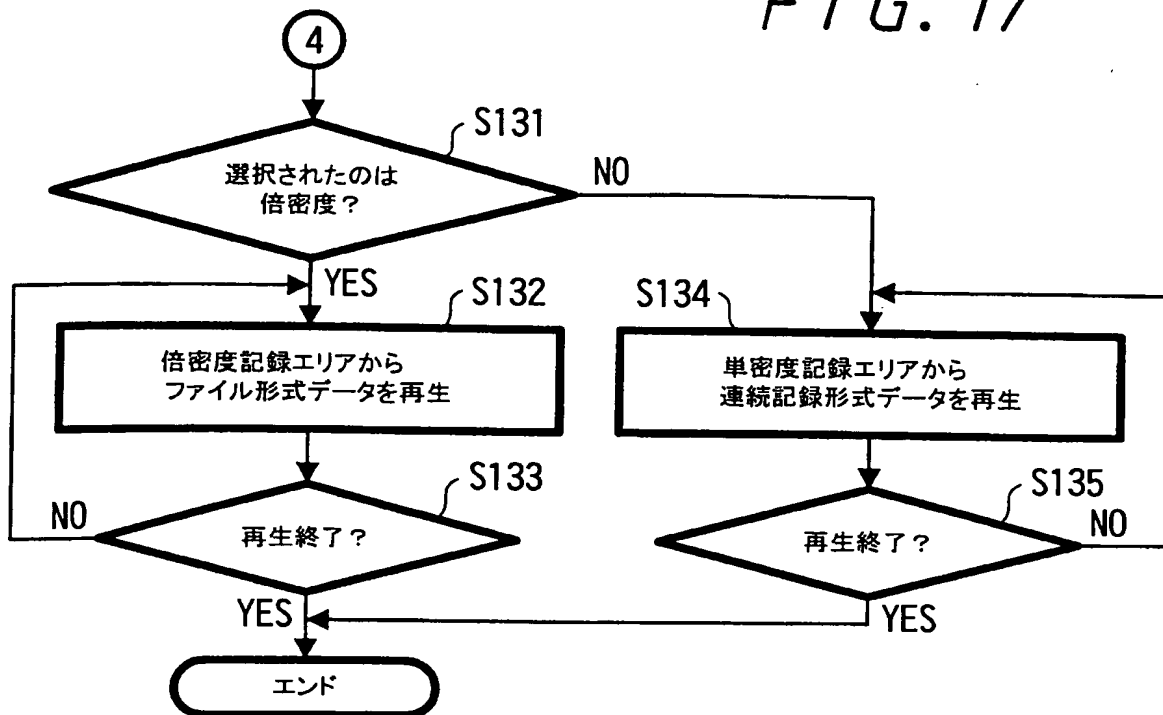 FIG. 17
4
S131
選択されたのは
倍密度?
NO
YES
S132
倍密度記録エリアから
ファイル形式データを再生
S134
単密度記録エリアから
連続記録形式データを再生
S133
再生終了?
NO
YES
S135
再生終了?
NO
YES
エンド